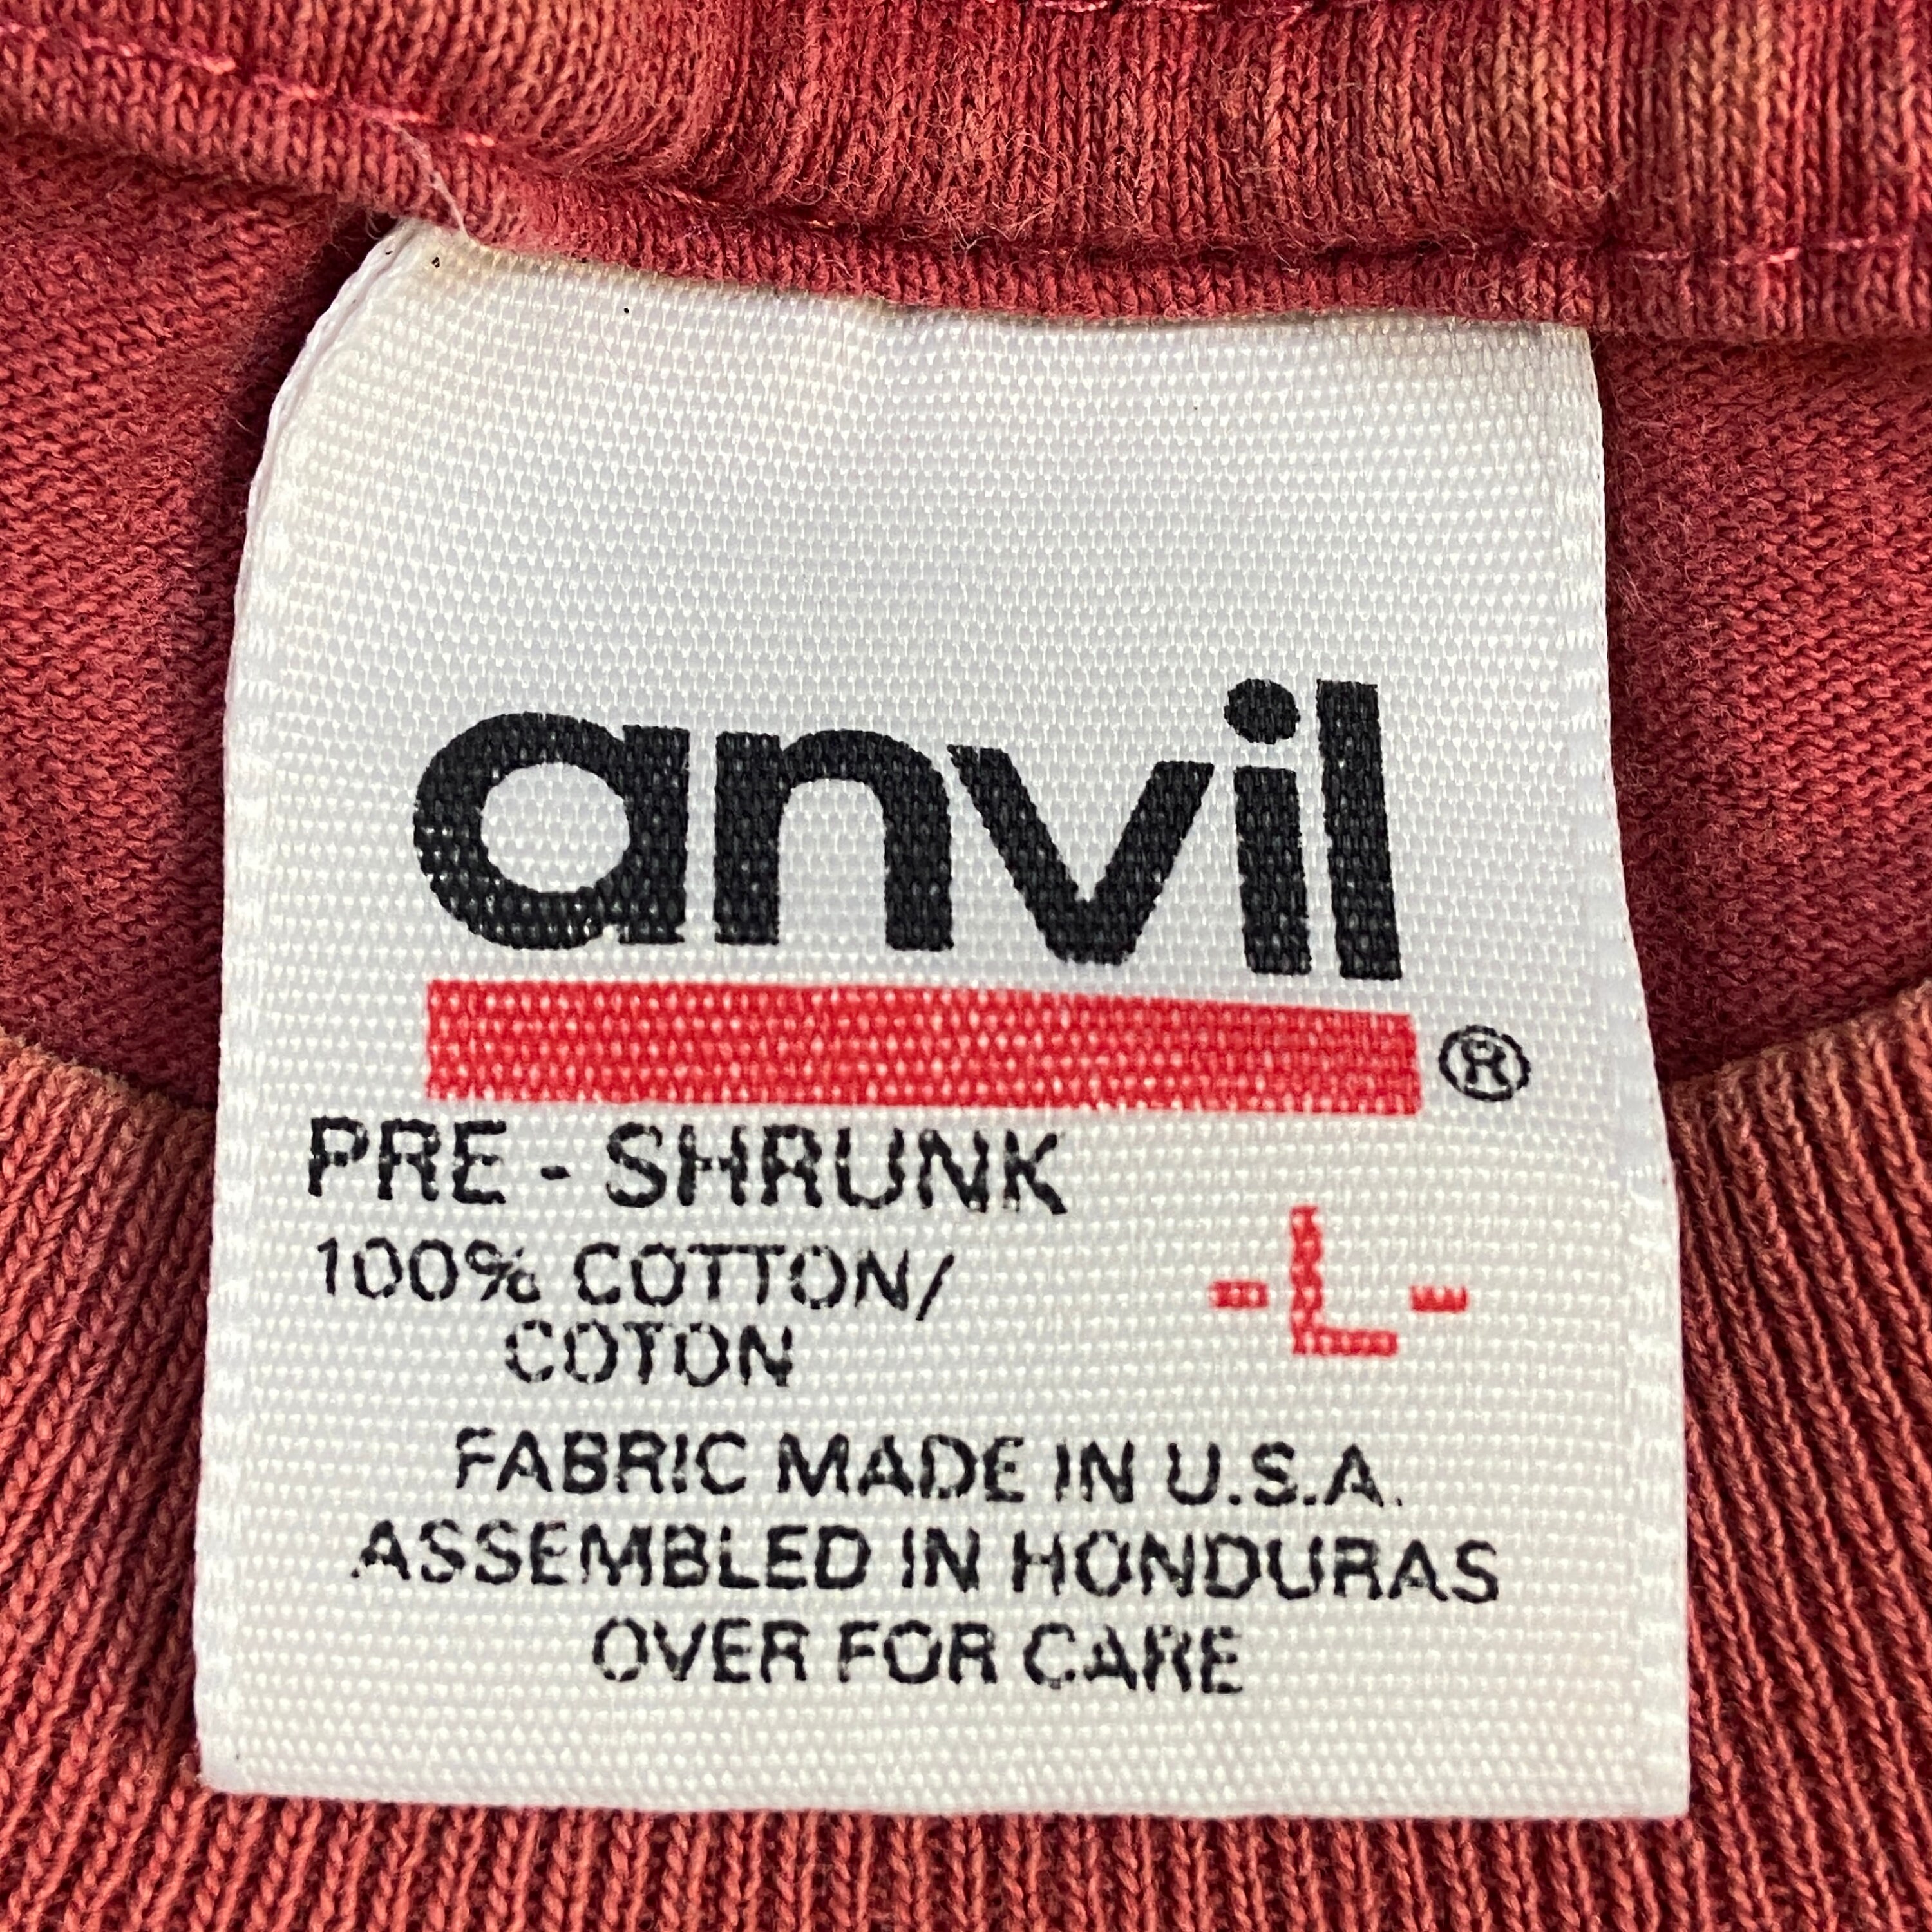 anvil
®
PRE - SHRUNK
100% COTTON/
COTON
-L-
FABRIC MADE IN U.S.A.
ASSEMBLED IN HONDURAS
OVER FOR CARE